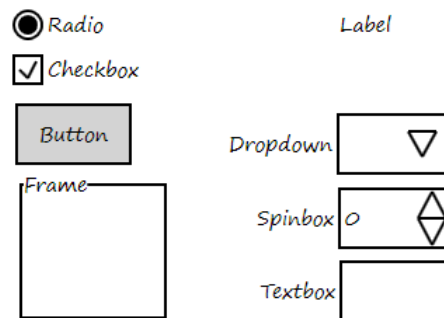 Radio
Label
Checkbox
Button
Dropdown
Frame
Spinbox 0
Textbox